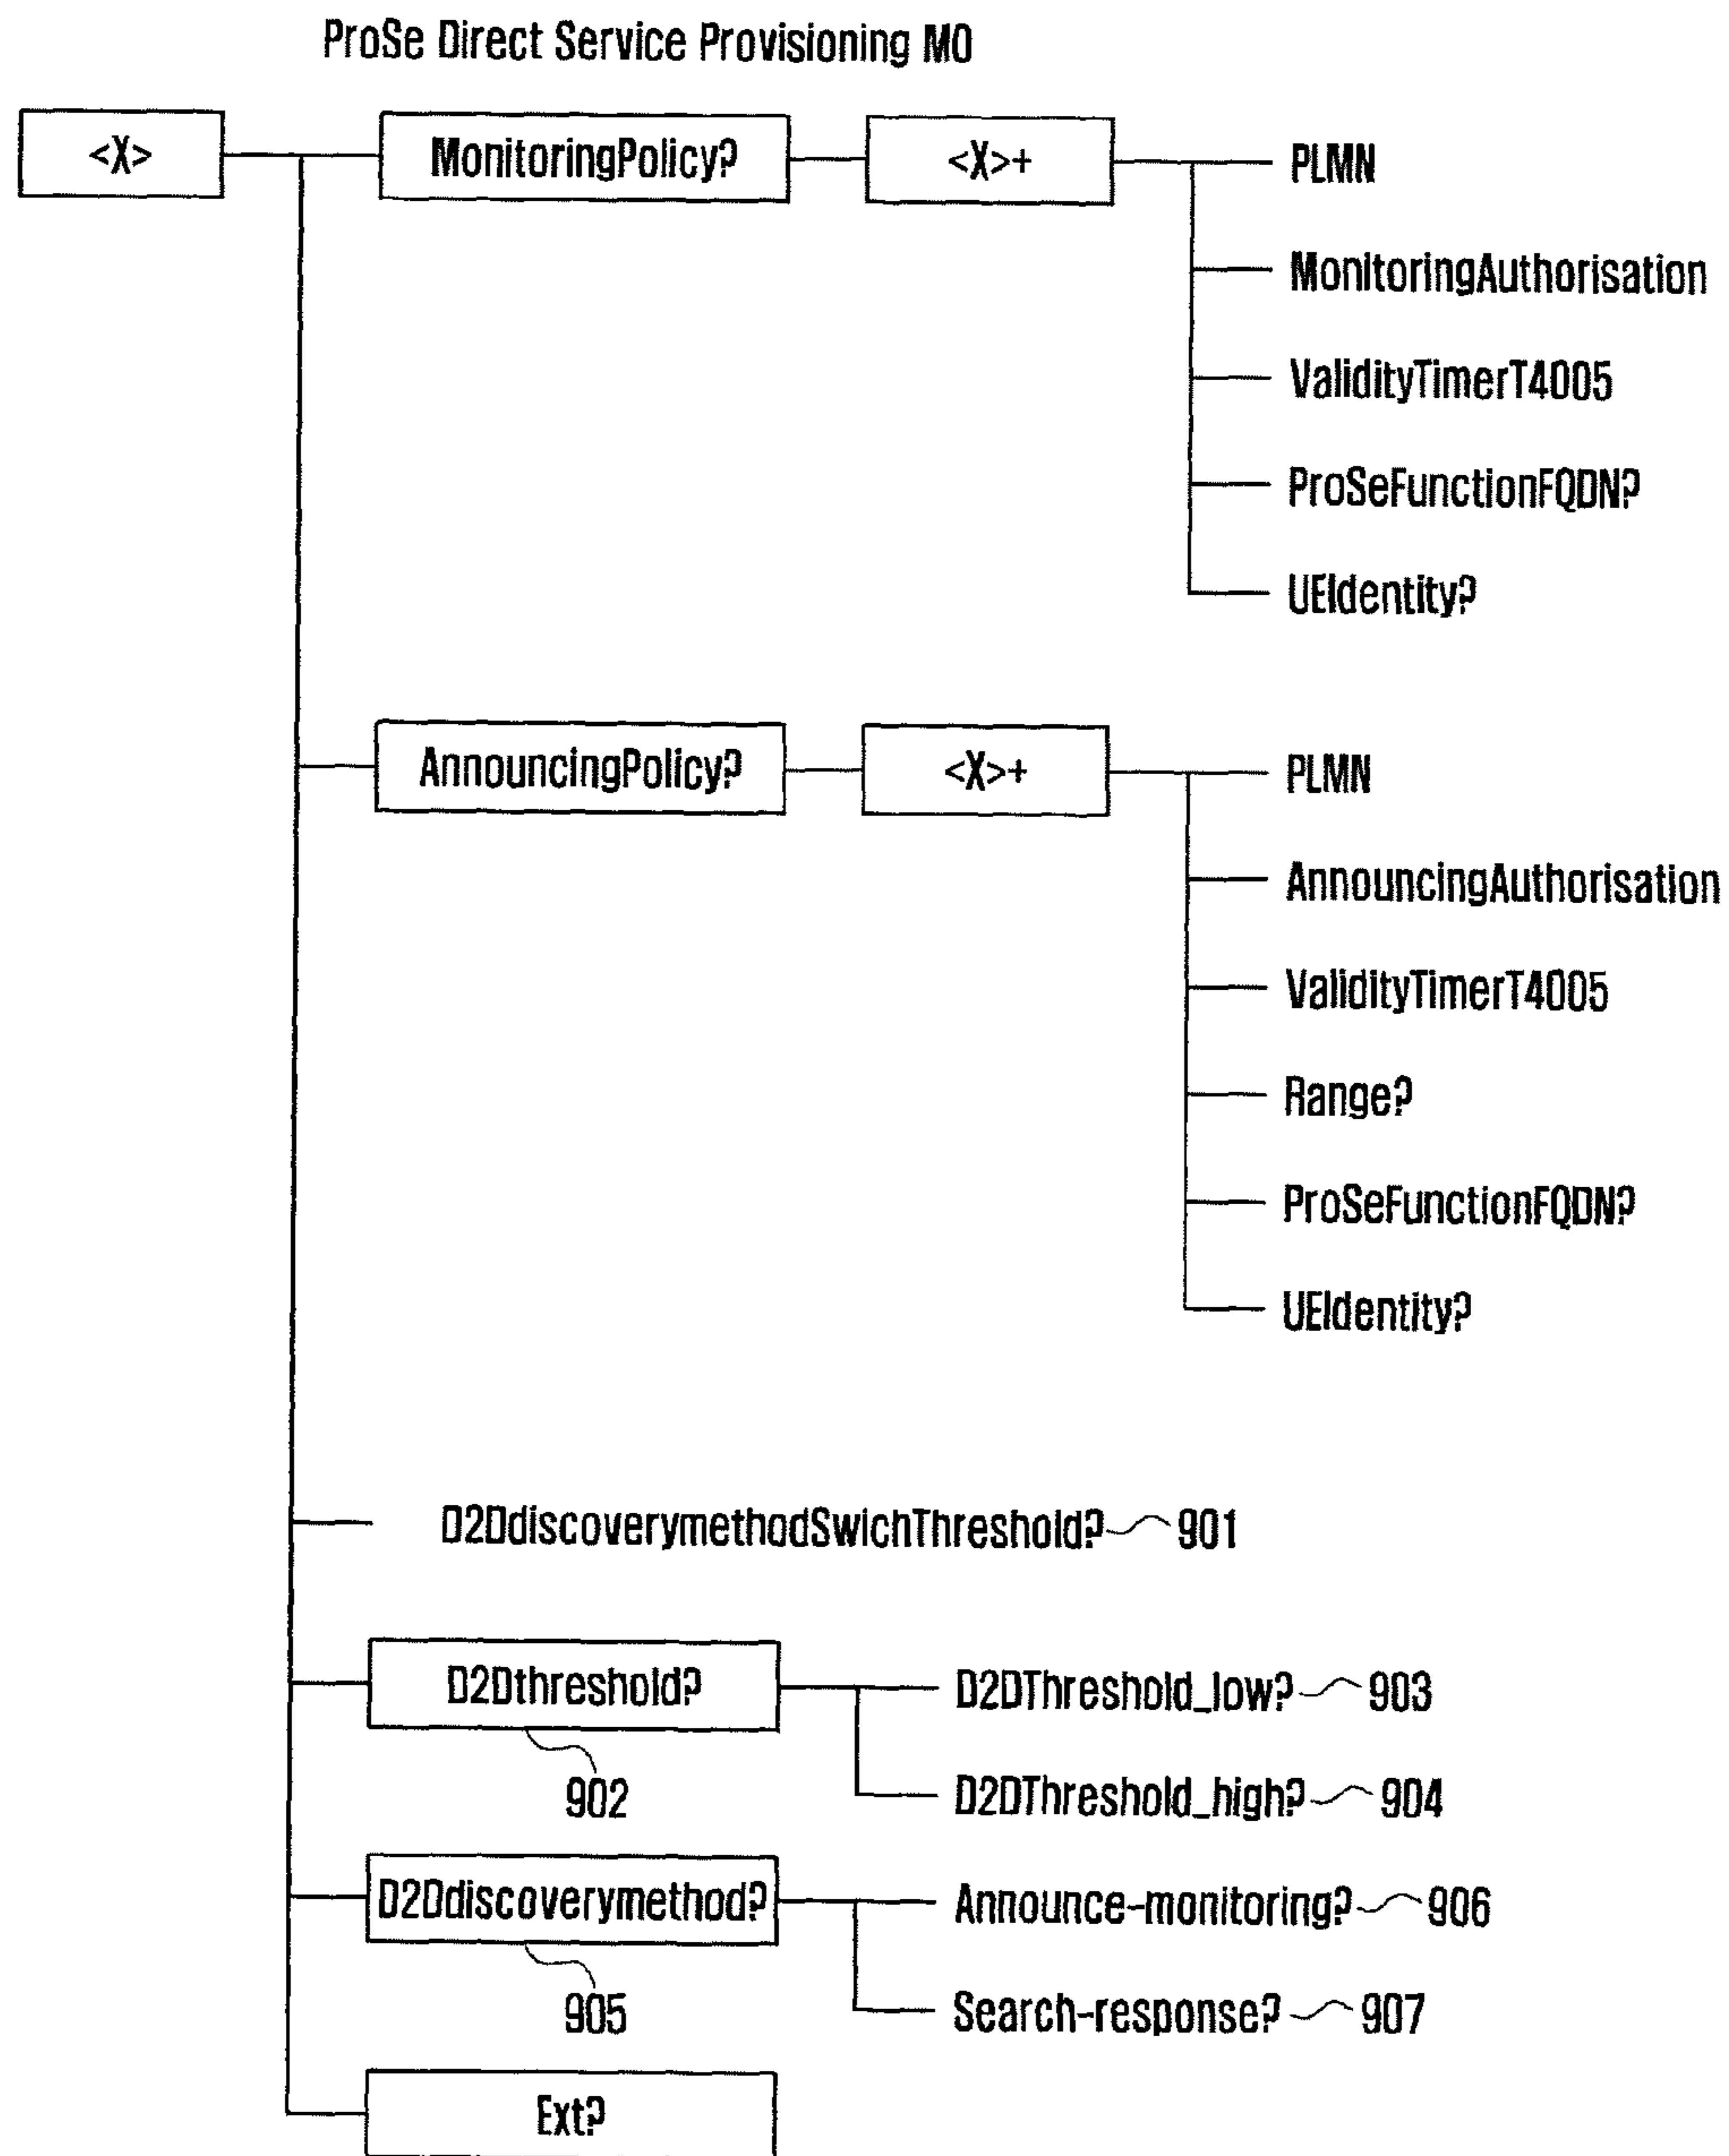 ProSe Direct Service Provisioning MO
<X>
MonitoringPolicy?
<X>+
PLMN
MonitoringAuthorisation
ValidityTimerT4005
ProSeFunctionFQDN?
UEIdentity?
AnnouncingPolicy?
<X>+
PLMN
AnnouncingAuthorisation
ValidityTimerT4005
Range?
ProSeFunctionFQDN?
UEIdentity?
D2DdiscoverymethodSwichThreshold? 901
D2Dthreshold?
902
D2DThreshold_low? 903
D2DThreshold_high? 904
D2Ddiscoverymethod?
905
Announce-monitoring? 906
Search-response? 907
Ext?